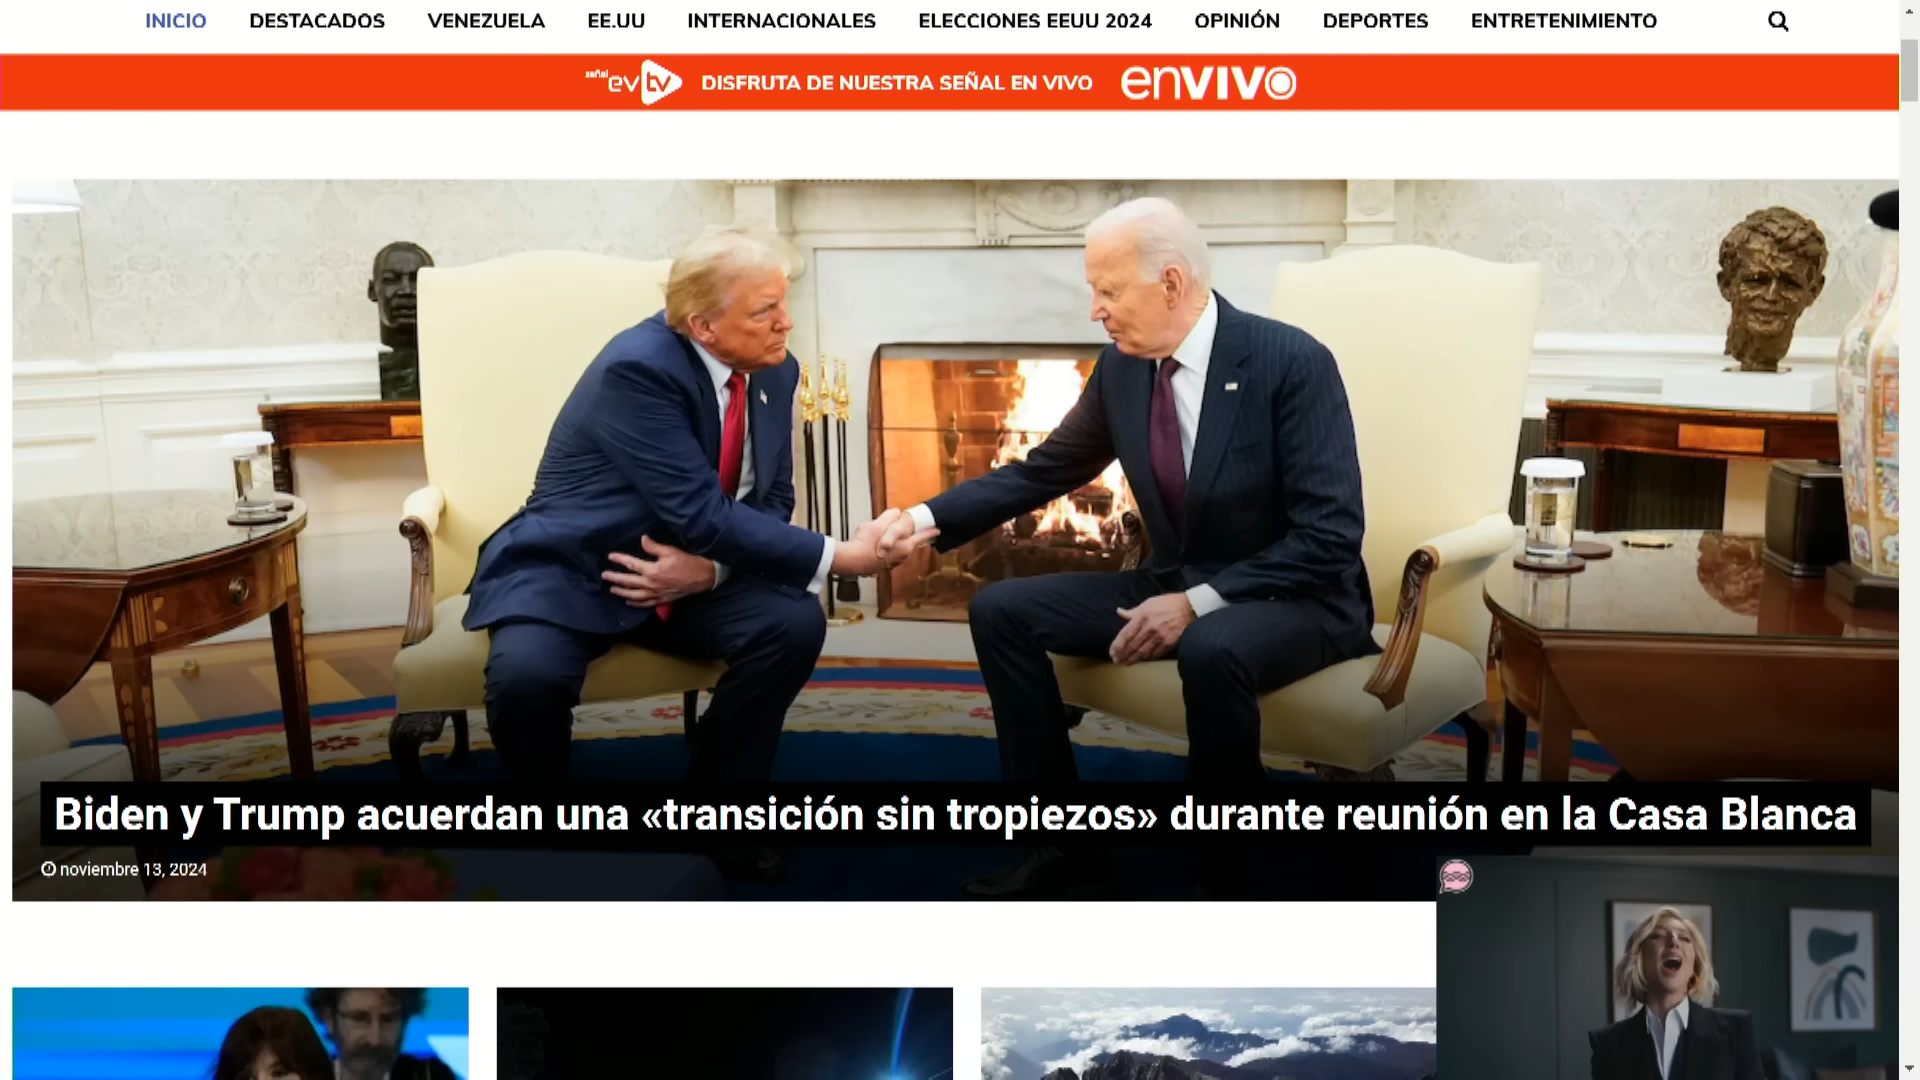 INICIO DESTACADOS VENEZUELA EE.UU INTERNACIONALES ELECCIONES EEUU 2024 OPINIÓN DEPORTES ENTRETENIMIENTO
señal evtv DISFRUTA DE NUESTRA SEÑAL EN VIVO enVIVO
Biden y Trump acuerdan una «transición sin tropiezos» durante reunión en la Casa Blanca
noviembre 13, 2024